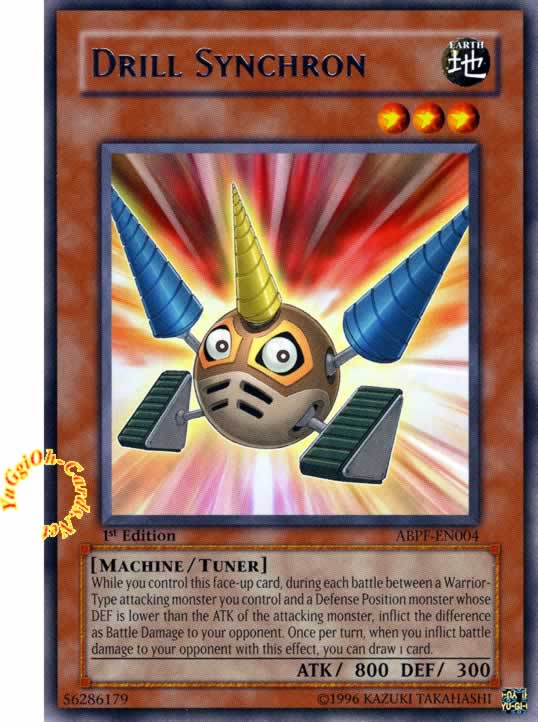 DRILL SYNCHRON
EARTH
地
1st Edition
ABPF-EN004
[MACHINE/TUNER]
While you control this face-up card, during each battle between a Warrior-
Type attacking monster you control and a Defense Position monster whose
DEF is lower than the ATK of the attacking monster, inflict the difference
as Battle Damage to your opponent. Once per turn, when you inflict battle
damage to your opponent with this effect, you can draw 1 card.
ATK/ 800 DEF/ 300
56286179
©1996 KAZUKI TAKAHASHI
YuGgiOh-Cards.Net